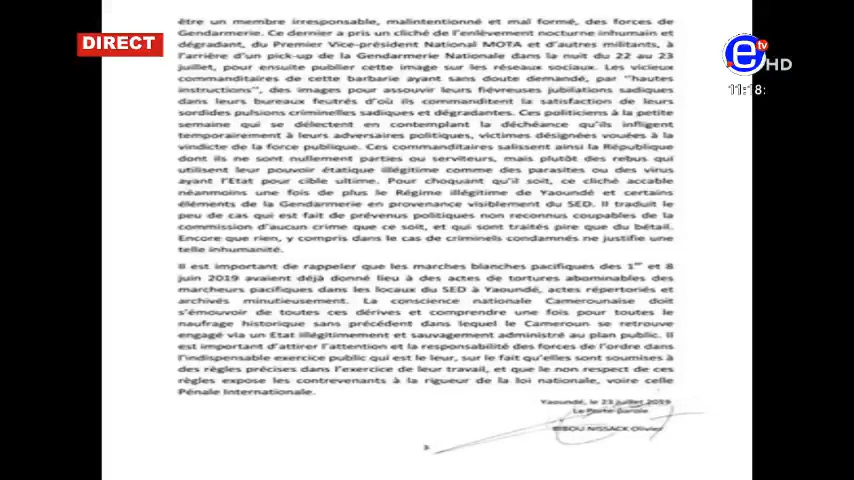 être un membre irresponsable, malintentionné et mal formé, des forces de
Gendarmerie. Ce dernier a pris un cliché de l'enlèvement nocturne inhumain et
dégradant, du Premier Vice-président National MOTA et d'autres militants, à
l'arrière d'un pick-up de la Gendarmerie Nationale dans la nuit du 22 au 23
juillet, pour ensuite publier cette image sur les réseaux sociaux. Les vicieux
commanditaires de cette barbarie ayant sans doute demandé, par "hautes
instructions", des images pour assouvir leurs fiévreuses jubilations sadiques
dans leurs bureaux feutrés d'où ils commanditent la satisfaction de leurs
sordides pulsions criminelles sadiques et dégradantes. Ces politiciens à la petite
semaine qui se délectent en contemplant la déchéance qu'ils infligent
temporairement à leurs adversaires politiques, victimes désignées vouées à la
vindicte de la force publique. Ces commanditaires salissent ainsi la République
dont ils ne sont nullement parties ou serviteurs, mais plutôt des rebus qui
utilisent leur pouvoir étatique illégitime comme des parasites ou des virus
ayant l'Etat pour cible ultime. Pour choquant qu'il soit, ce cliché accable
néanmoins une fois de plus le Régime illégitime de Yaoundé et certains
éléments de la Gendarmerie en provenance visiblement du SED. Il traduit le
peu de cas qui est fait de prévenus politiques non reconnus coupables de la
commission d'aucun crime que ce soit, et qui sont traités pire que du bétail.
Encore que rien, y compris dans le cas de criminels condamnés ne justifie une
telle inhumanité.
Il est important de rappeler que les marches blanches pacifiques des 1er et 8
juin 2019 avaient déjà donné lieu à des actes de tortures abominables des
marcheurs pacifiques dans les locaux du SED à Yaoundé, actes répertoriés et
archivés minutieusement. La conscience nationale Camerounaise doit
s'émouvoir de toutes ces dérives et comprendre une fois pour toutes le
naufrage historique sans précédent dans lequel le Cameroun se retrouve
engagé via un Etat illégitimement et sauvagement administré au plan public. Il
est important d'attirer l'attention et la responsabilité des forces de l'ordre dans
l'indispensable exercice public qui est le leur, sur le fait qu'elles sont soumises à
des règles précises dans l'exercice de leur travail, et que le non respect de ces
règles expose les contrevenants à la rigueur de la loi nationale, voire celle
Pénale Internationale.
Yaoundé, le 23 juillet 2019
Le Porte parole
BIBOU NISSACK Olivier
3
DIRECT
e tv HD
11:18: